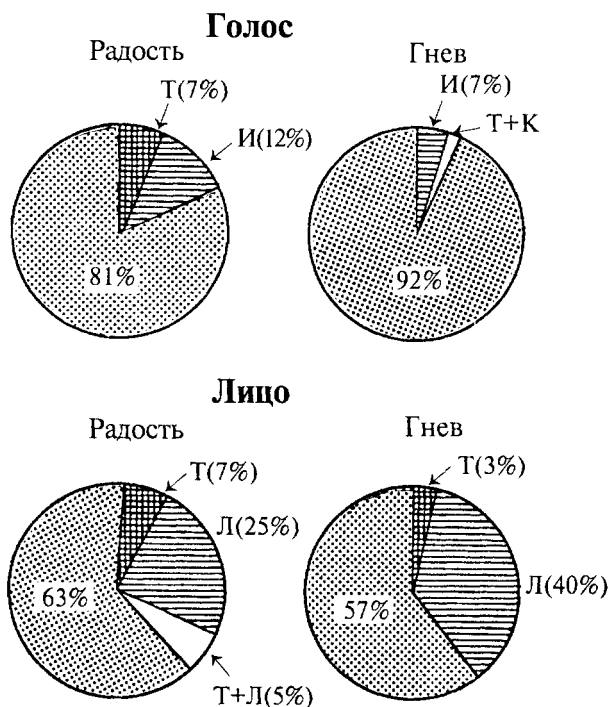 Голос
Радость
Гнев
Т(7%)
И(12%)
81%
И(7%)
Т+К
92%
Лицо
Радость
Гнев
Т(7%)
Л(25%)
63%
Т+Л(5%)
Т(3%)
Л(40%)
57%